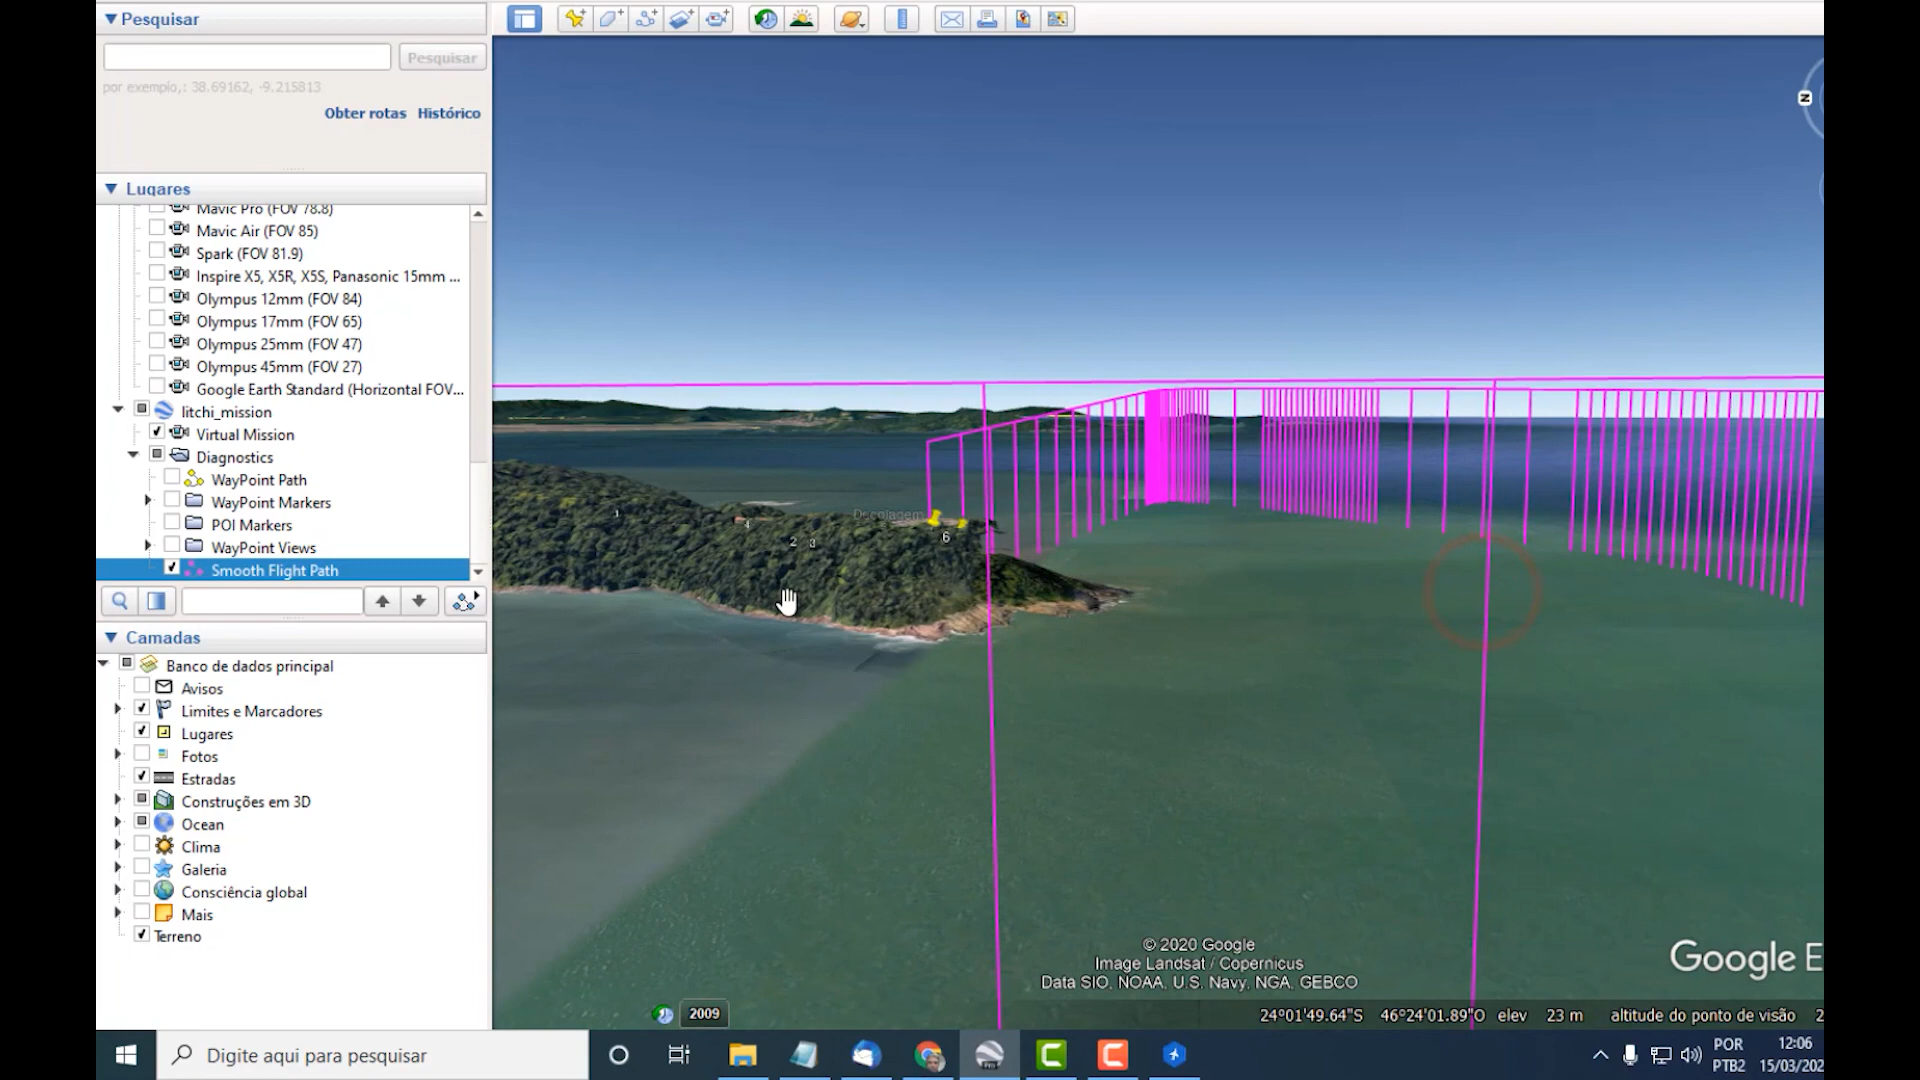 Pesquisar
Pesquisar
por exemplo,: 38.69162, -9.215813
Obter rotas Histórico
Lugares
Mavic Pro (FOV 78.8)
Mavic Air (FOV 85)
Spark (FOV 81.9)
Inspire X5, X5R, X5S, Panasonic 15mm ...
Olympus 12mm (FOV 84)
Olympus 17mm (FOV 65)
Olympus 25mm (FOV 47)
Olympus 45mm (FOV 27)
Google Earth Standard (Horizontal FOV...
litchi_mission
Virtual Mission
Diagnostics
WayPoint Path
WayPoint Markers
POI Markers
WayPoint Views
Smooth Flight Path
Camadas
Banco de dados principal
Avisos
Limites e Marcadores
Lugares
Fotos
Estradas
Construções em 3D
Ocean
Clima
Galeria
Consciência global
Mais
Terreno
N
Decolagem
1
4
2
3
6
© 2020 Google
Image Landsat / Copernicus
Data SIO, NOAA, U.S. Navy, NGA, GEBCO
Google E
2009
24°01'49.64"S 46°24'01.89"O elev 23 m altitude do ponto de visão 2
Digite aqui para pesquisar
POR
PTB2
12:06
15/03/202